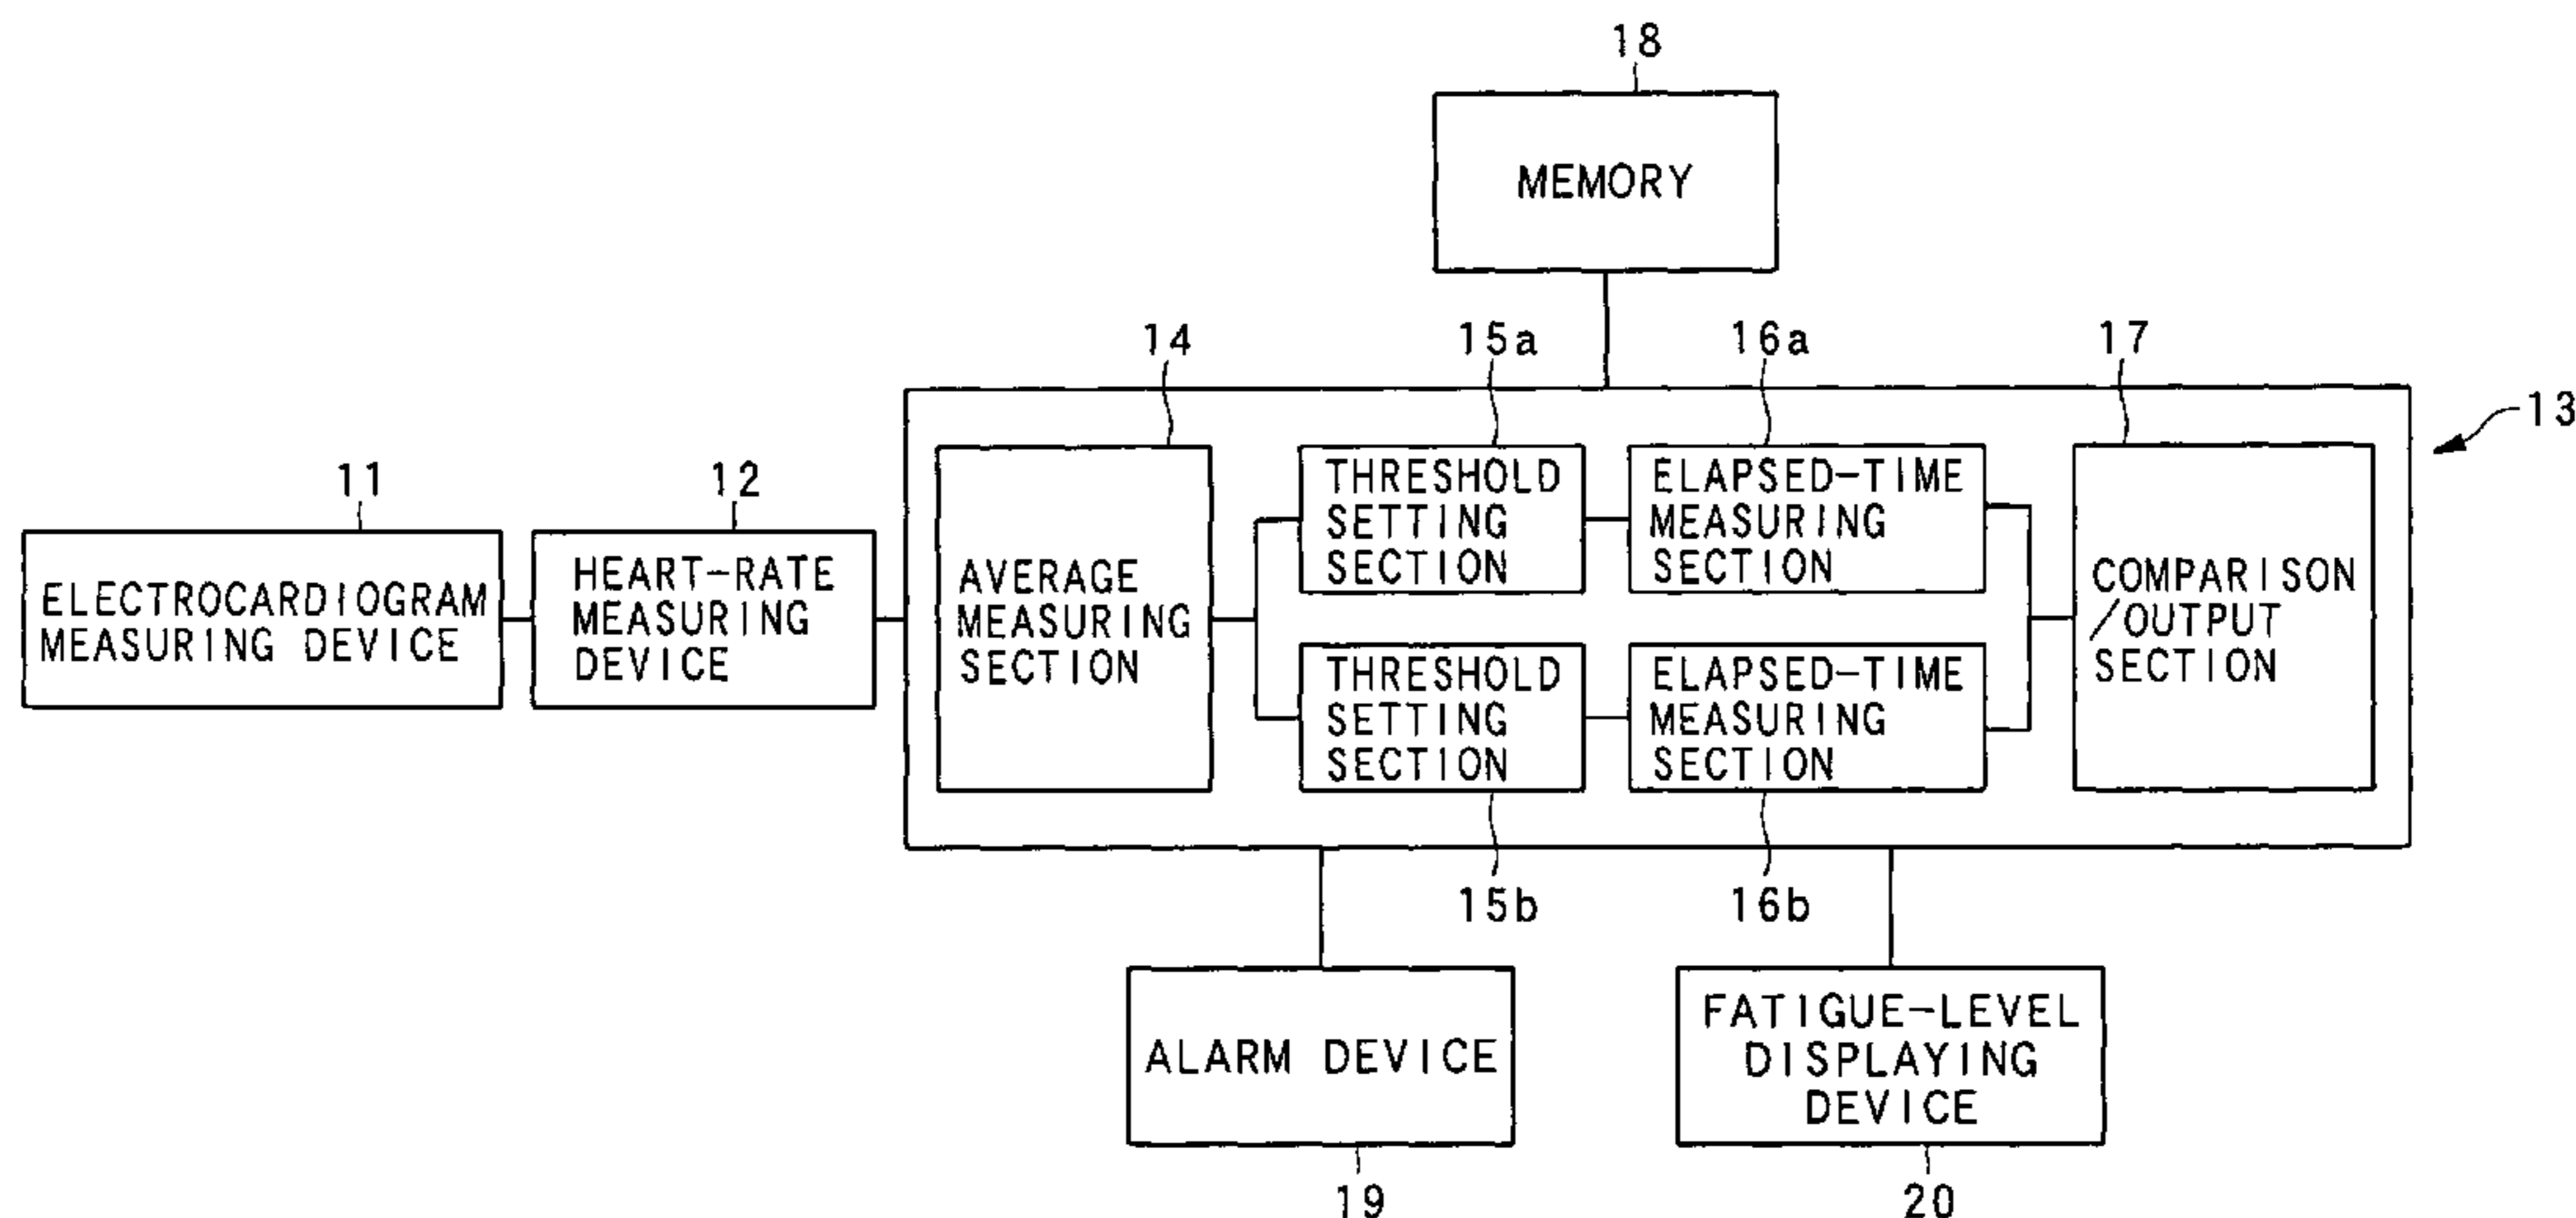 18
MEMORY
14
15a
16a
17
13
11
12
ELECTROCARDIOGRAM
MEASURING DEVICE
HEART-RATE
MEASURING
DEVICE
AVERAGE
MEASURING
SECTION
THRESHOLD
SETTING
SECTION
ELAPSED-TIME
MEASURING
SECTION
THRESHOLD
SETTING
SECTION
ELAPSED-TIME
MEASURING
SECTION
COMPARISON
/OUTPUT
SECTION
15b
16b
ALARM DEVICE
FATIGUE-LEVEL
DISPLAYING
DEVICE
19
20